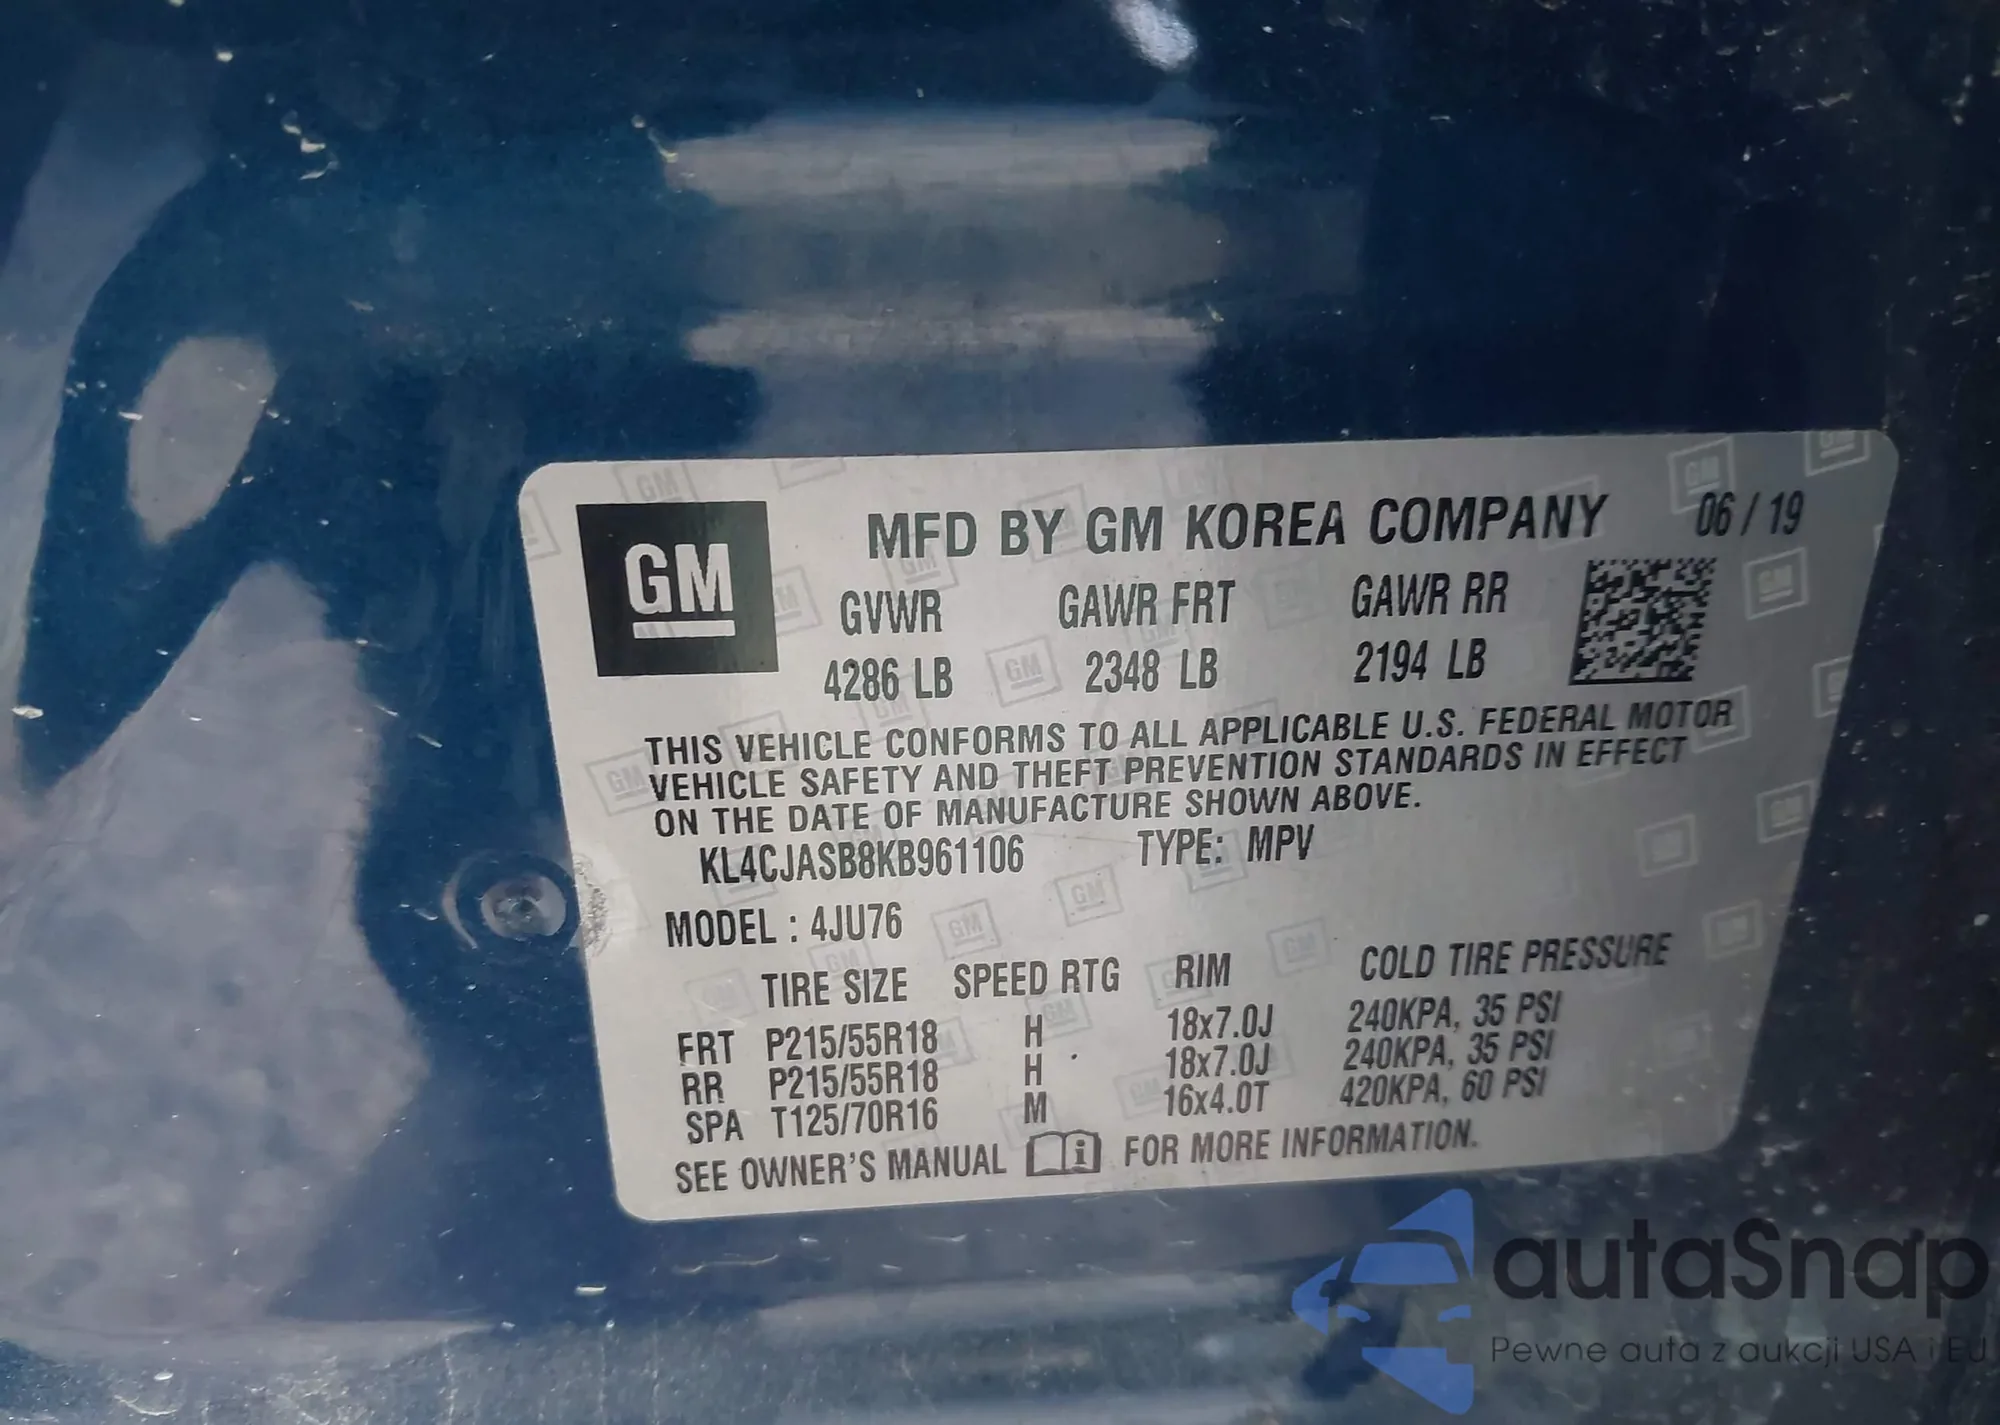 GM
MFD BY GM KOREA COMPANY 06 / 19
GVWR GAWR FRT GAWR RR
4286 LB 2348 LB 2194 LB
THIS VEHICLE CONFORMS TO ALL APPLICABLE U.S. FEDERAL MOTOR
VEHICLE SAFETY AND THEFT PREVENTION STANDARDS IN EFFECT
ON THE DATE OF MANUFACTURE SHOWN ABOVE.
KL4CJASB8KB961106 TYPE: MPV
MODEL : 4JU76
TIRE SIZE SPEED RTG RIM COLD TIRE PRESSURE
FRT P215/55R18 H 18x7.0J 240KPA, 35 PSI
RR P215/55R18 H 18x7.0J 240KPA, 35 PSI
SPA T125/70R16 M 16x4.0T 420KPA, 60 PSI
SEE OWNER'S MANUAL i FOR MORE INFORMATION.
autaSnap
Pewne auta z aukcji USA i EU